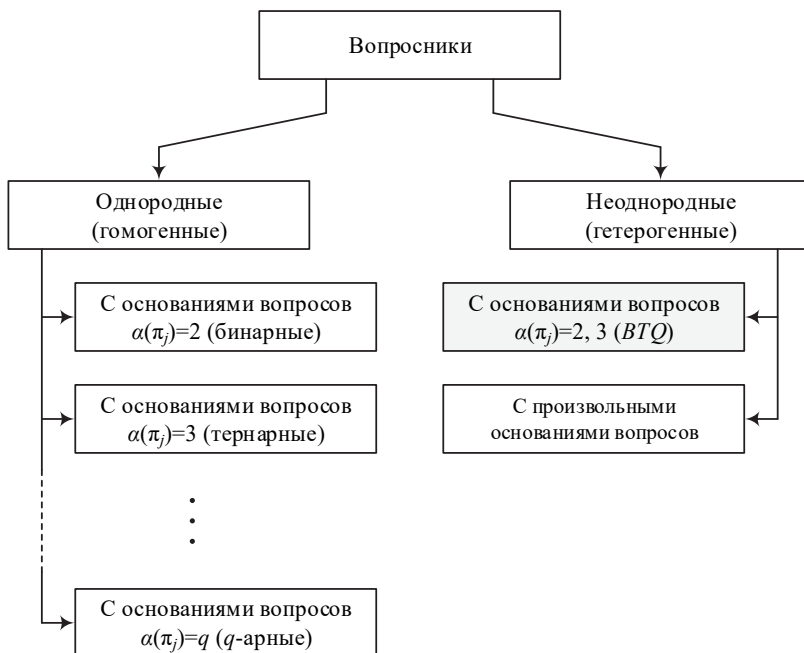 Вопросники
Однородные
(гомогенные)
Неоднородные
(гетерогенные)
С основаниями вопросов
α(πj)=2 (бинарные)
С основаниями вопросов
α(πj)=2, 3 (BTQ)
С основаниями вопросов
α(πj)=3 (тернарные)
С произвольными
основаниями вопросов
С основаниями вопросов
α(πj)=q (q-арные)